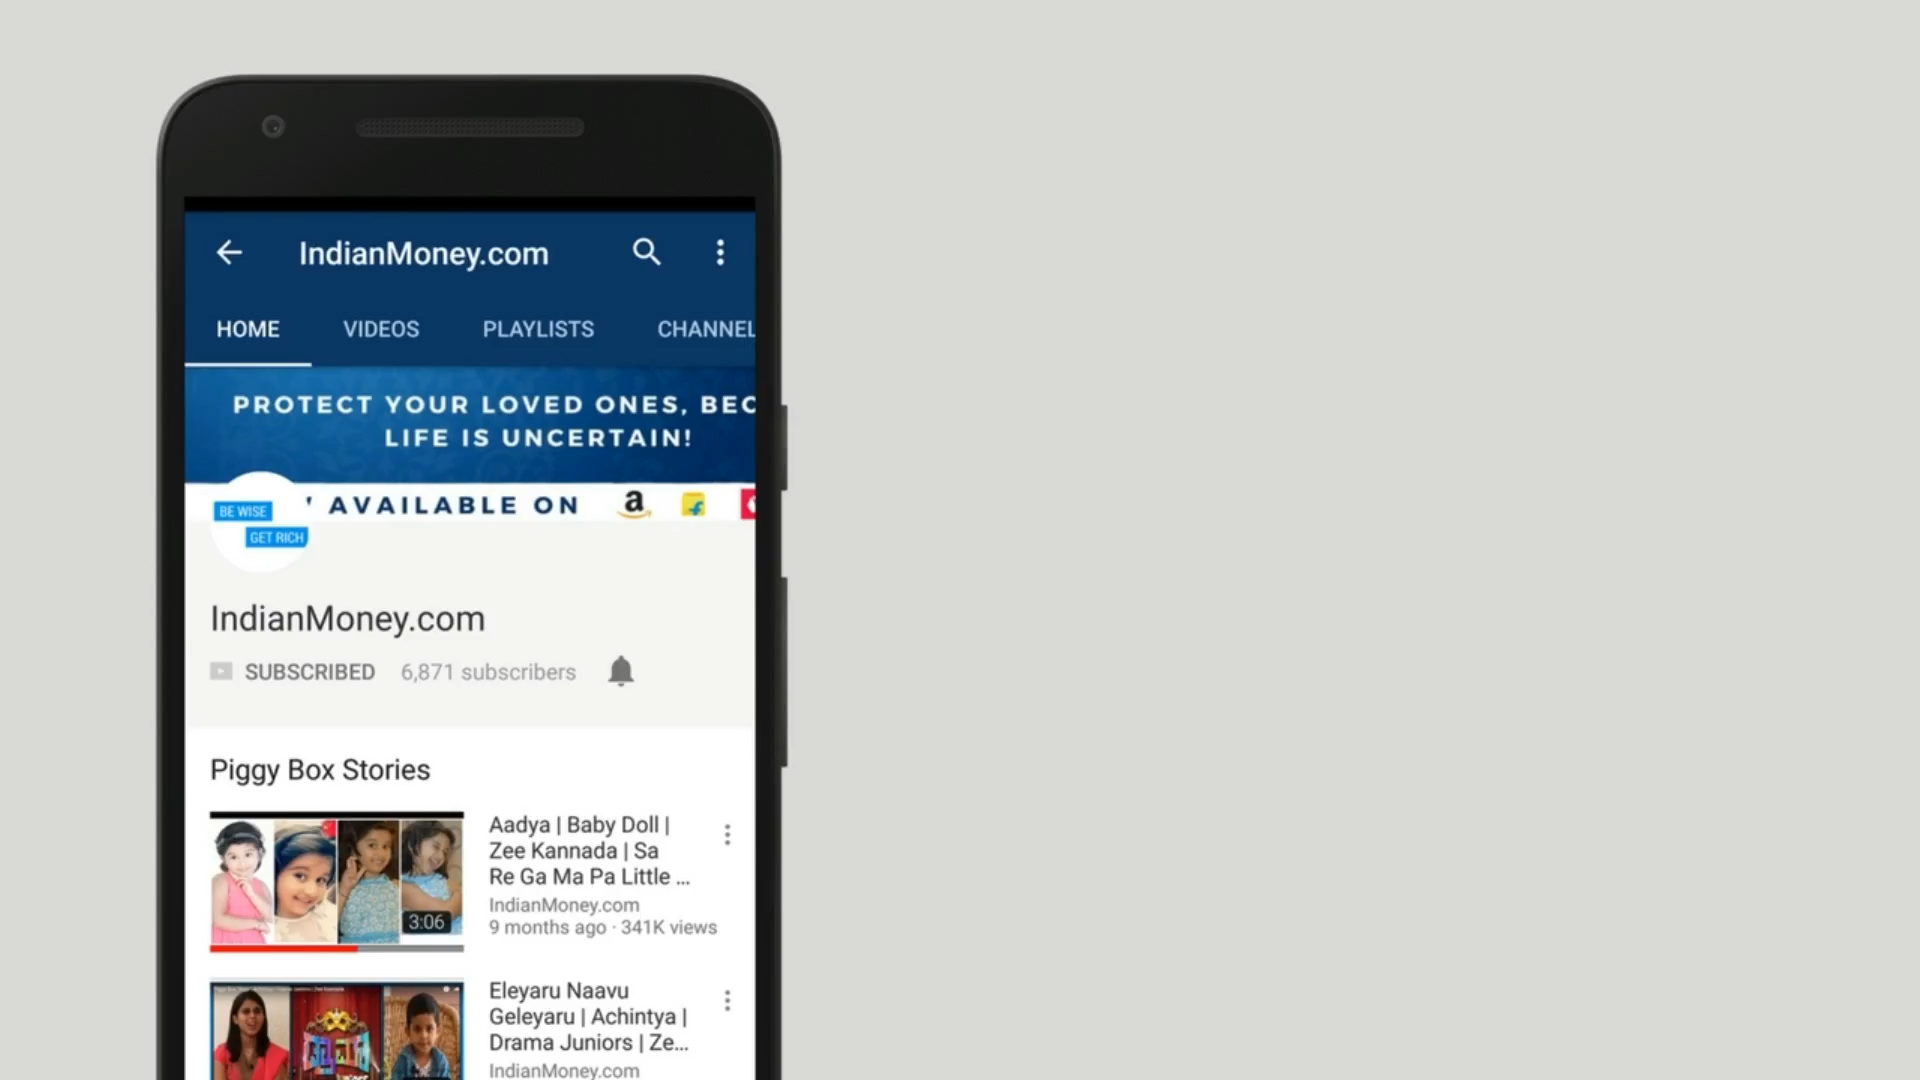 IndianMoney.com
HOME VIDEOS PLAYLISTS CHANNEL
PROTECT YOUR LOVED ONES, BEC
LIFE IS UNCERTAIN!
AVAILABLE ON a
BE WISE
GET RICH
IndianMoney.com
SUBSCRIBED 6,871 subscribers
Piggy Box Stories
Aadya | Baby Doll |
Zee Kannada | Sa
Re Ga Ma Pa Little ...
IndianMoney.com
9 months ago · 341K views
3:06
Eleyaru Naavu
Geleyaru | Achintya |
Drama Juniors | Ze...
IndianMoney.com